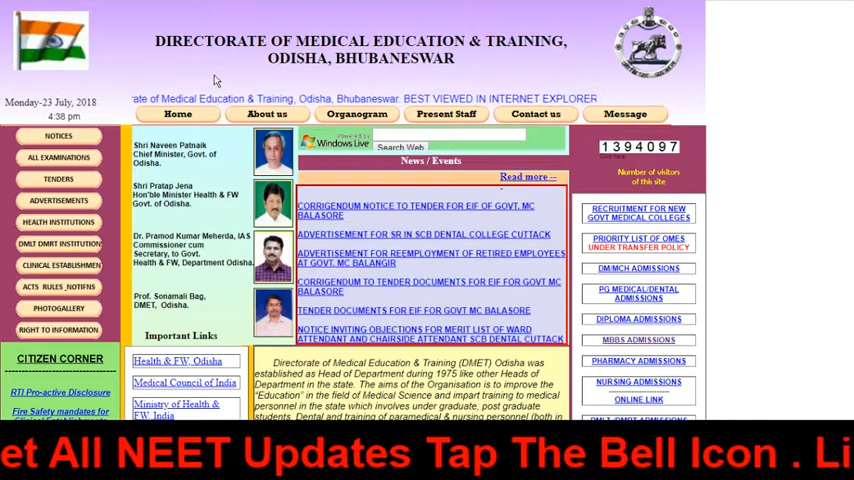 DIRECTORATE OF MEDICAL EDUCATION & TRAINING,
ODISHA, BHUBANESWAR
Monday-23 July, 2018
4:38 pm
ate of Medical Education & Training, Odisha, Bhubaneswar. BEST VIEWED IN INTERNET EXPLORER
Home
About us
Organogram
Present Staff
Contact us
Message
NOTICES
ALL EXAMINATIONS
TENDERS
ADVERTISEMENTS
HEALTH INSTITUTIONS
DMLT DMRT INSTITUTION
CLINICAL ESTABLISHMENT
ACTS RULES ,NOTIFNS
PHOTOGALLERY
RIGHT TO INFORMATION
CITIZEN CORNER
RTI Pro-active Disclosure
Fire Safety mandates for
Shri Naveen Patnaik
Chief Minister, Govt. of
Odisha.
Shri Pratap Jena
Hon'ble Minister Health & FW
Govt. of Odisha.
Dr. Pramod Kumar Meherda, IAS
Commissioner cum
Secretary, to Govt.
Health & FW, Department Odisha.
Prof. Sonamali Bag,
DMET, Odisha.
Important Links
Health & FW, Odisha
Medical Council of India
Ministry of Health &
FW, India
Windows Live
Search Web
News / Events
Read more --
CORRIGENDUM NOTICE TO TENDER FOR EIF OF GOVT. MC
BALASORE
ADVERTISEMENT FOR SR IN SCB DENTAL COLLEGE CUTTACK
ADVERTISEMENT FOR REEMPLOYMENT OF RETIRED EMPLOYEES
AT GOVT. MC BALANGIR
CORRIGENDUM TO TENDER DOCUMENTS FOR EIF FOR GOVT MC
BALASORE
TENDER DOCUMENTS FOR EIF FOR GOVT MC BALASORE
NOTICE INVITING OBJECTIONS FOR MERIT LIST OF WARD
ATTENDANT AND CHAIRSIDE ATTENDANT SCB DENTAL CUTTACK
Directorate of Medical Education & Training (DMET) Odisha was
established as Head of Department during 1975 like other Heads of
Department in the state. The aims of the Organisation is to improve the
"Education" in the field of Medical Science and impart training to medical
personnel in the state which involves under graduate, post graduate
students. Dental and training of paramedical & nursing personnel (both in
1394097
Number of visitors
of this site.
RECRUITMENT FOR NEW
GOVT MEDICAL COLLEGES
PRIORITY LIST OF OMES
UNDER TRANSFER POLICY
DM/MCH ADMISSIONS
PG MEDICAL/DENTAL
ADMISSIONS
DIPLOMA ADMISSIONS
MBBS ADMISSIONS
PHARMACY ADMISSIONS
NURSING ADMISSIONS
ONLINE LINK
et All NEET Updates Tap The Bell Icon . Li